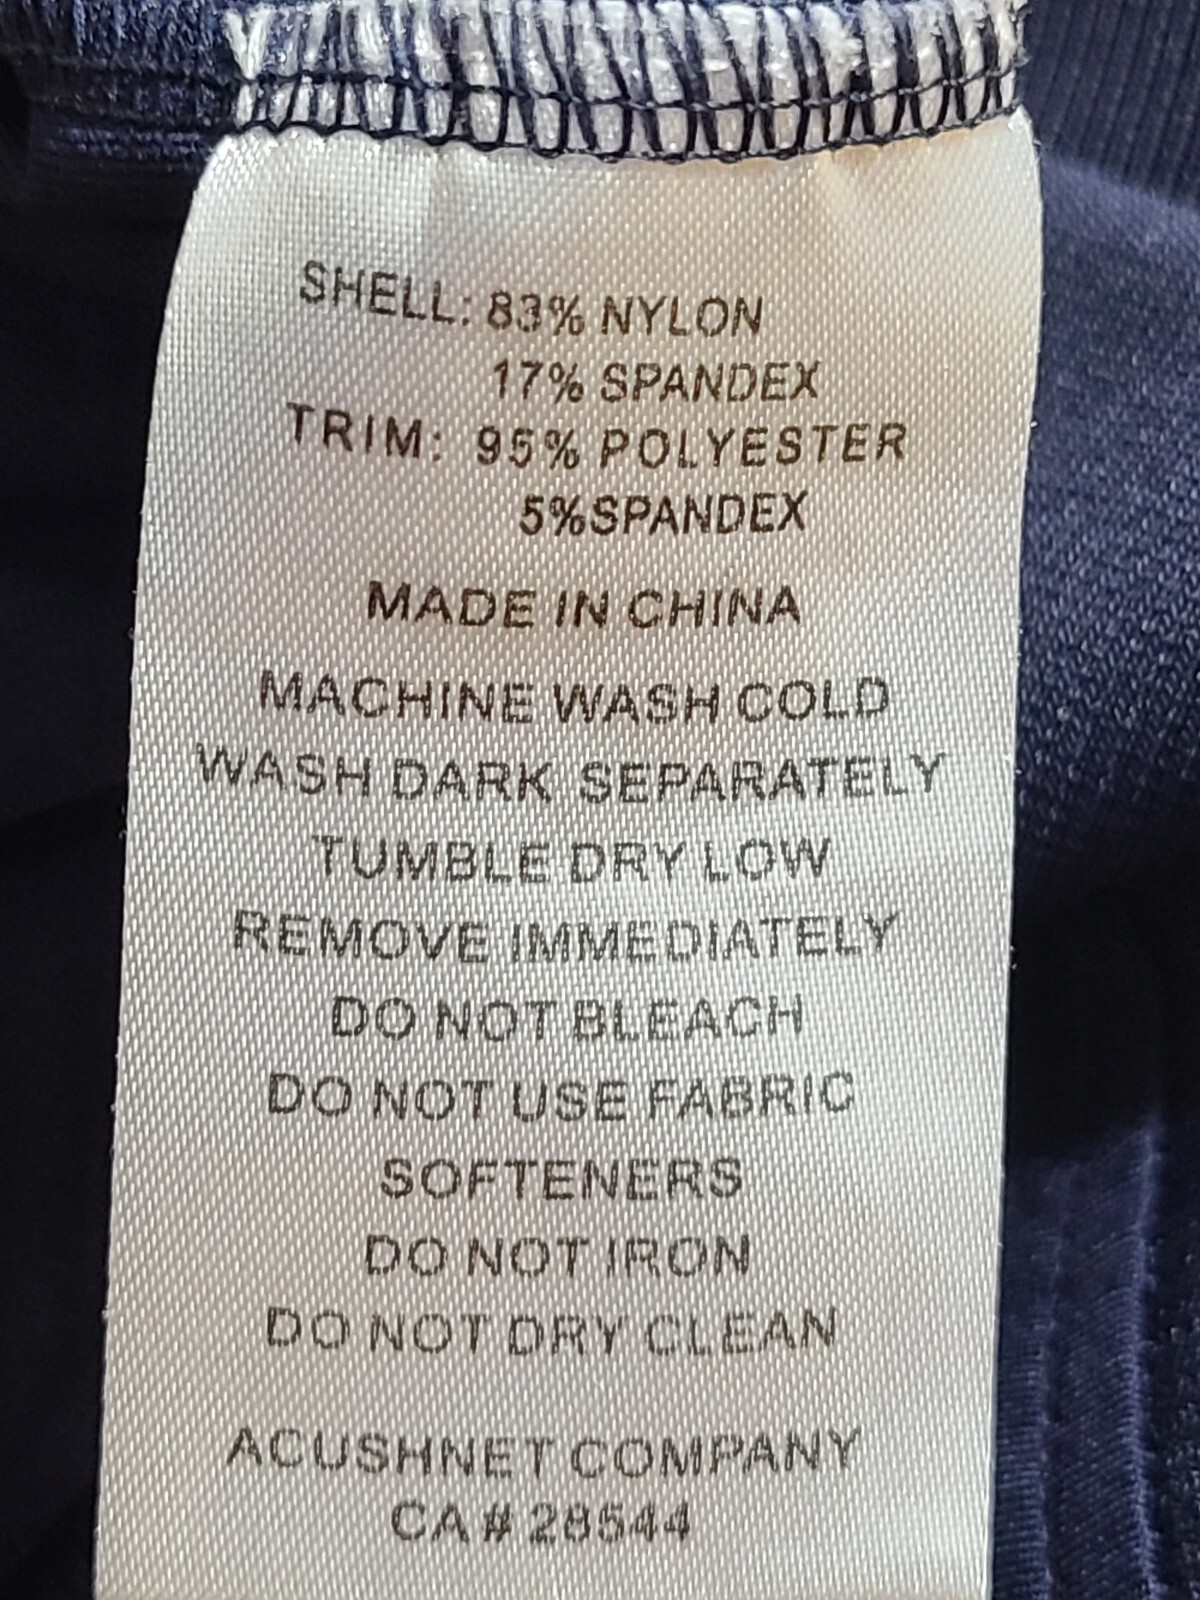 SHELL: 83% NYLON
17% SPANDEX
TRIM: 95% POLYESTER
5%SPANDEX
MADE IN CHINA
MACHINE WASH COLD
WASH DARK SEPARATELY
TUMBLE DRY LOW
REMOVE IMMEDIATELY
DO NOT BLEACH
DO NOT USE FABRIC
SOFTENERS
DO NOT IRON
DO NOT DRY CLEAN
ACUSHNET COMPANY
CA # 28544